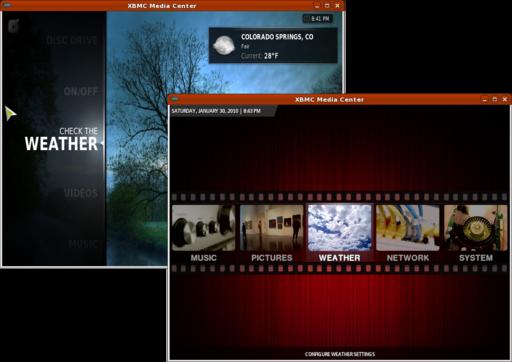 XBMC Media Center
8:41 PM
DISC DRIVE
COLORADO SPRINGS, CO
Fair
Current: 28°F
ON/OFF
CHECK THE
WEATHER
VIDEOS
MUSIC
XBMC Media Center
SATURDAY, JANUARY 30, 2010 | 8:43 PM
MUSIC PICTURES WEATHER NETWORK SYSTEM
CONFIGURE WEATHER SETTINGS